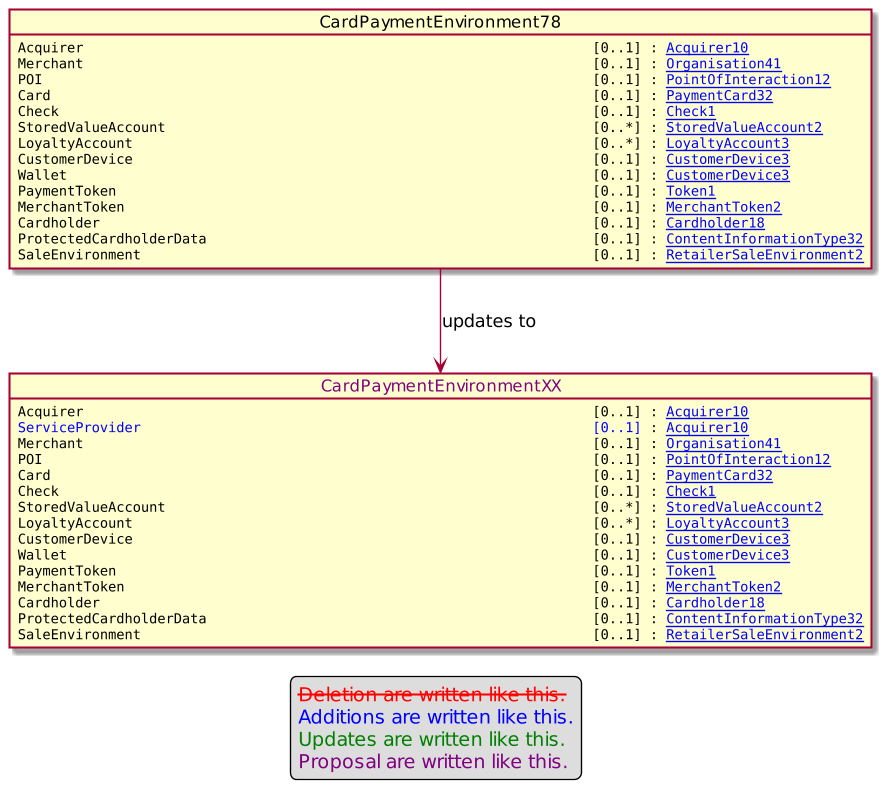 CardPaymentEnvironment78
Acquirer [0..1] : Acquirer10
Merchant [0..1] : Organisation41
POI [0..1] : PointOfInteraction12
Card [0..1] : PaymentCard32
Check [0..1] : Check1
StoredValueAccount [0..*] : StoredValueAccount2
LoyaltyAccount [0..*] : LoyaltyAccount3
CustomerDevice [0..1] : CustomerDevice3
Wallet [0..1] : CustomerDevice3
PaymentToken [0..1] : Token1
MerchantToken [0..1] : MerchantToken2
Cardholder [0..1] : Cardholder18
ProtectedCardholderData [0..1] : ContentInformationType32
SaleEnvironment [0..1] : RetailerSaleEnvironment2
updates to
CardPaymentEnvironmentXX
Acquirer [0..1] : Acquirer10
ServiceProvider [0..1] : Acquirer10
Merchant [0..1] : Organisation41
POI [0..1] : PointOfInteraction12
Card [0..1] : PaymentCard32
Check [0..1] : Check1
StoredValueAccount [0..*] : StoredValueAccount2
LoyaltyAccount [0..*] : LoyaltyAccount3
CustomerDevice [0..1] : CustomerDevice3
Wallet [0..1] : CustomerDevice3
PaymentToken [0..1] : Token1
MerchantToken [0..1] : MerchantToken2
Cardholder [0..1] : Cardholder18
ProtectedCardholderData [0..1] : ContentInformationType32
SaleEnvironment [0..1] : RetailerSaleEnvironment2
Deletion are written like this.
Additions are written like this.
Updates are written like this.
Proposal are written like this.